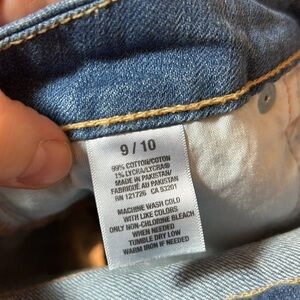 9 / 10
99% COTTON/COTON
1% LYCRA/LYCRA®
MADE IN PAKISTAN/
FABRIQUÉ AU PAKISTAN
RN 121726 CA 53201
MACHINE WASH COLD
WITH LIKE COLORS
ONLY NON-CHLORINE BLEACH
WHEN NEEDED
TUMBLE DRY LOW
WARM IRON IF NEEDED